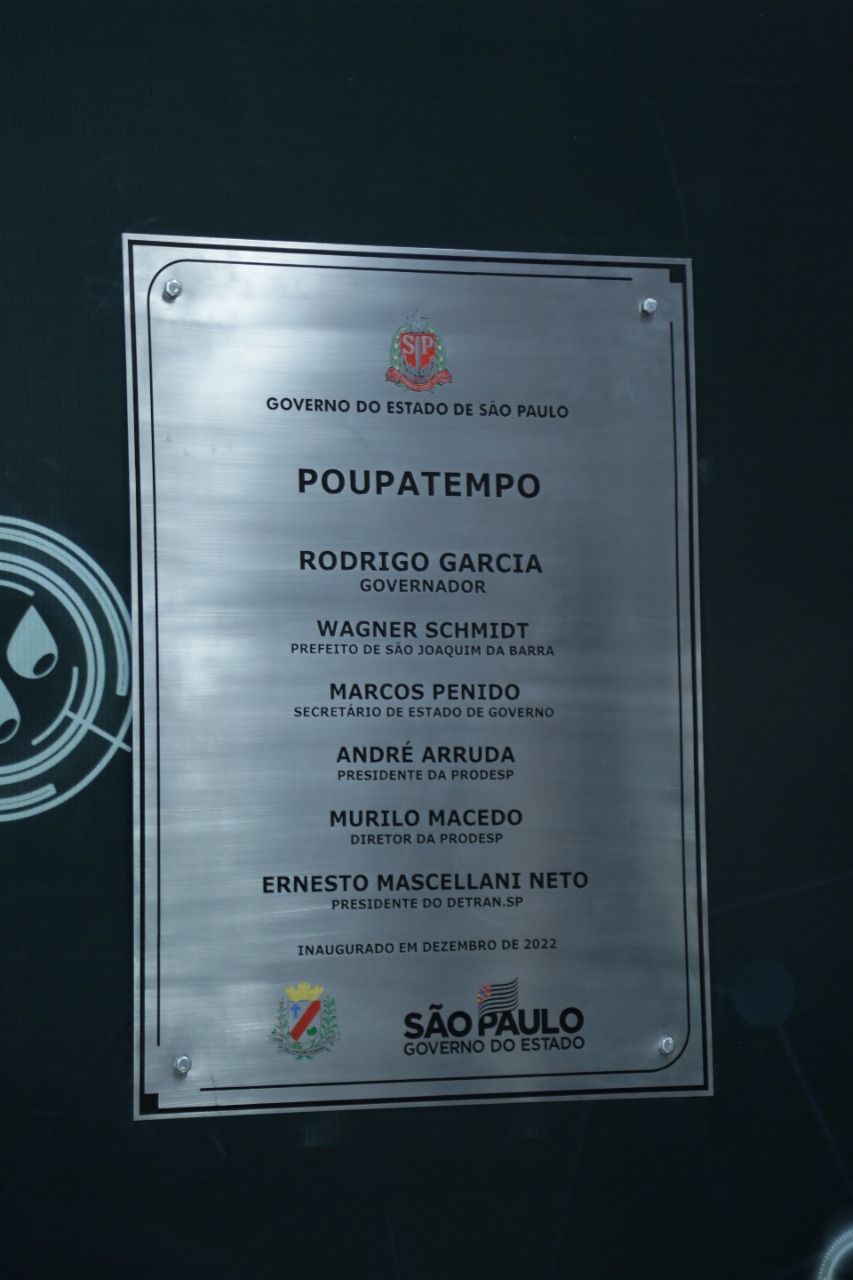 SP
GOVERNO DO ESTADO DE SÃO PAULO
POUPATEMPO
RODRIGO GARCIA
GOVERNADOR
WAGNER SCHMIDT
PREFEITO DE SÃO JOAQUIM DA BARRA
MARCOS PENIDO
SECRETÁRIO DE ESTADO DE GOVERNO
ANDRÉ ARRUDA
PRESIDENTE DA PRODESP
MURILO MACEDO
DIRETOR DA PRODESP
ERNESTO MASCELLANI NETO
PRESIDENTE DO DETRAN.SP
INAUGURADO EM DEZEMBRO DE 2022
SÃO PAULO
GOVERNO DO ESTADO